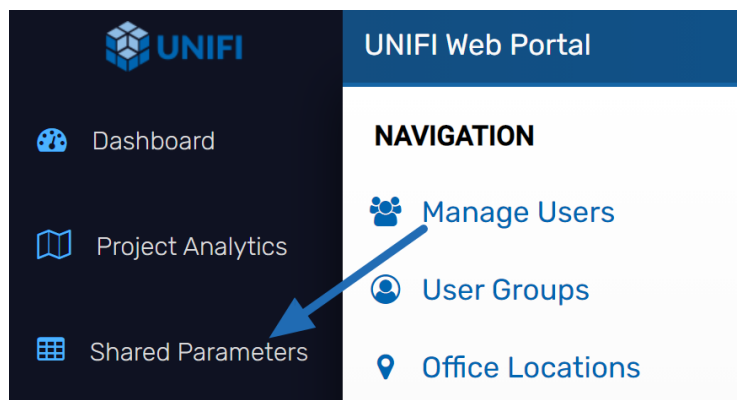 UNIFI
Dashboard
Project Analytics
Shared Parameters
UNIFI Web Portal
NAVIGATION
Manage Users
User Groups
Office Locations